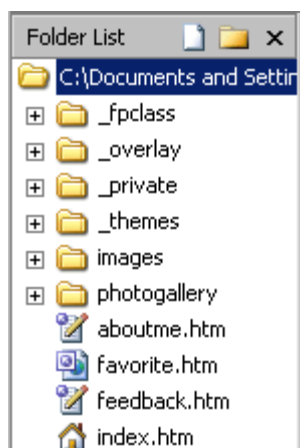 Folder List
C:\Documents and Settin
_fpclass
_overlay
_private
_themes
images
photogallery
aboutme.htm
favorite.htm
feedback.htm
index.htm